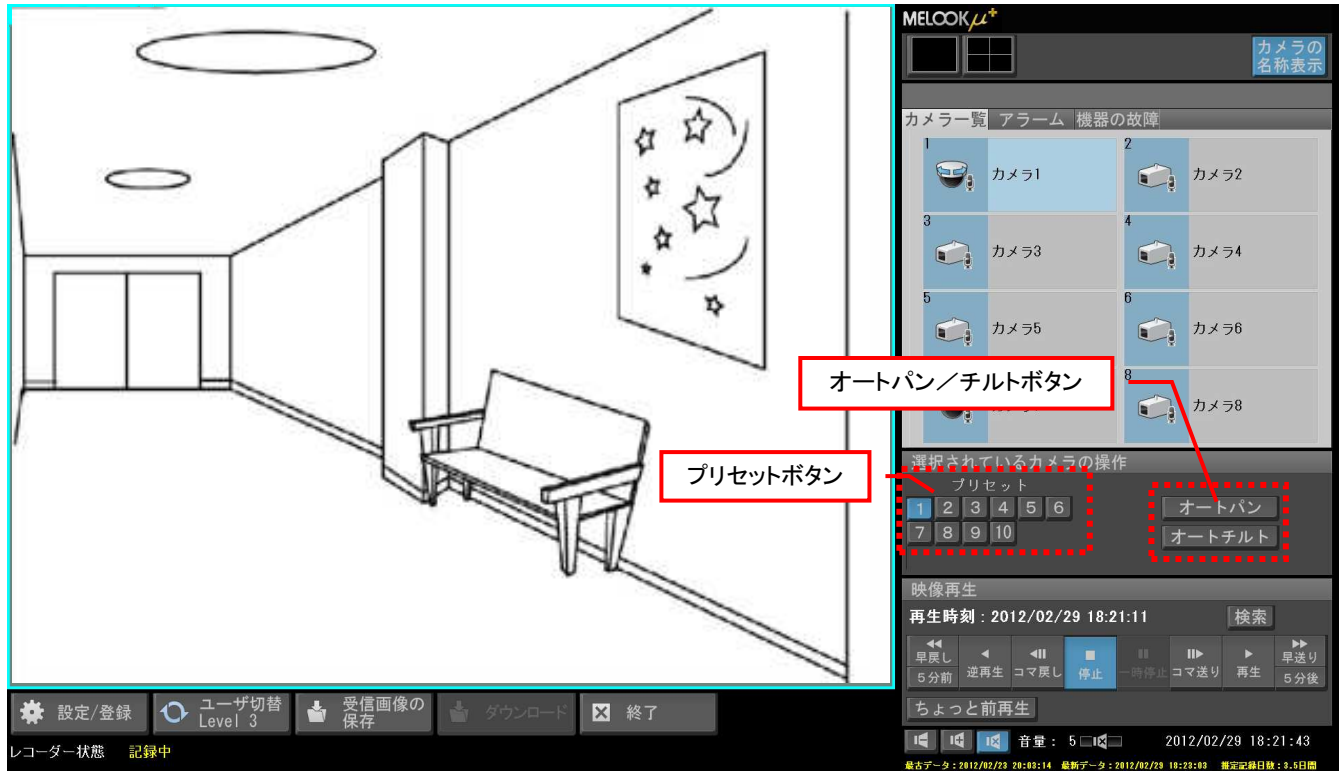 MELOOKμ+
カメラの
名称表示
カメラ一覧 アラーム 機器の故障
1 カメラ1
2 カメラ2
3 カメラ3
4 カメラ4
5 カメラ5
6 カメラ6
オートパン／チルトボタン
8 カメラ8
選択されているカメラの操作
プリセットボタン
プリセット
1 2 3 4 5 6
7 8 9 10
オートパン
オートチルト
映像再生
再生時刻：2012/02/29 18:21:11 検索
早戻し 逆再生 コマ戻し 停止 一時停止 コマ送り 再生 早送り
5分前 5分後
ちょっと前再生
設定/登録
ユーザ切替
Level 3
受信画像の
保存
ダウンロード
終了
レコーダー状態 記録中
音量： 5 2012/02/29 18:21:43
最古データ：2012/02/23 20:03:14 最新データ：2012/02/29 18:23:03 推定記録日数：3.5日間